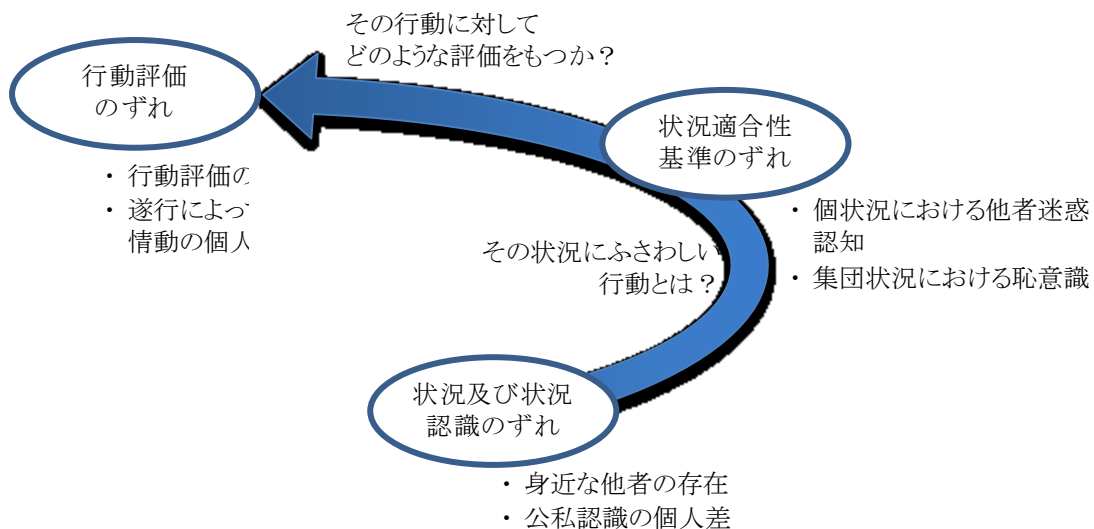 その行動に対して
どのような評価をもつか？
行動評価
のずれ
状況適合性
基準のずれ
・ 行動評価の
・ 遂行によっ
情動の個人
・ 個状況における他者迷惑
認知
・ 集団状況における恥意識
その状況にふさわしい
行動とは？
状況及び状況
認識のずれ
・ 身近な他者の存在
・ 公私認識の個人差